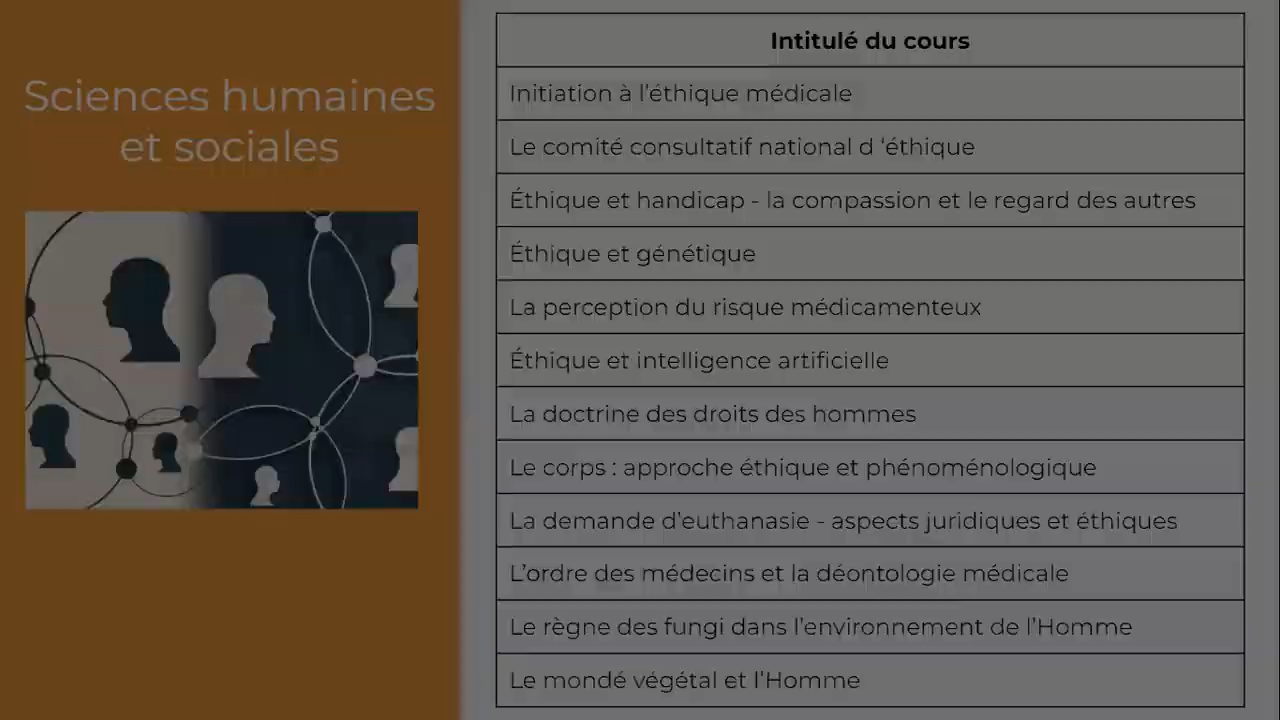 Sciences humaines
et sociales
Intitulé du cours
Initiation à l'éthique médicale
Le comité consultatif national d ‘éthique
Éthique et handicap - la compassion et le regard des autres
Éthique et génétique
La perception du risque médicamenteux
Éthique et intelligence artificielle
La doctrine des droits des hommes
Le corps : approche éthique et phénoménologique
La demande d’euthanasie - aspects juridiques et éthiques
L’ordre des médecins et la déontologie médicale
Le règne des fungi dans l’environnement de l’Homme
Le mondé végétal et l’Homme